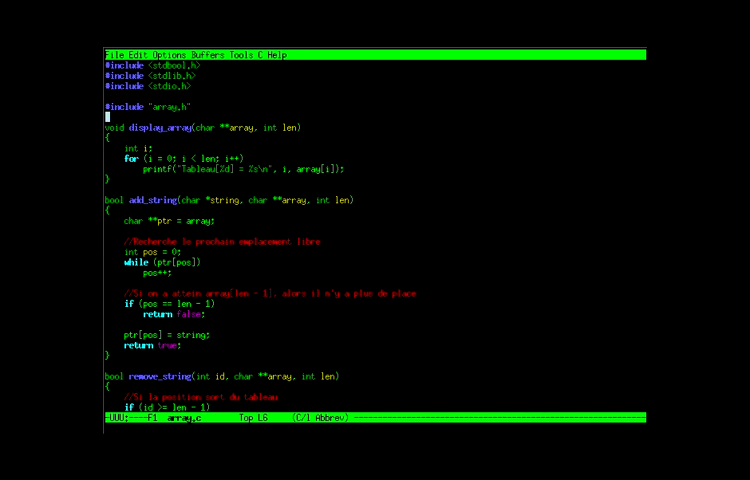 File Edit Options Buffers Tools C Help
#include <stdbool.h>
#include <stdlib.h>
#include <stdio.h>
#include "array.h"
void display_array(char **array, int len)
{
int i;
for (i = 0; i < len; i++)
printf("Tableau[%d] = %s\n", i, array[i]);
}
bool add_string(char *string, char **array, int len)
{
char **ptr = array;
//Recherche le prochain emplacement libre
int pos = 0;
while (ptr[pos])
pos++;
//Si on a attein array[len - 1], alors il n'y a plus de place
if (pos == len - 1)
return false;
ptr[pos] = string;
return true;
}
bool remove_string(int id, char **array, int len)
{
//Si la position sort du tableau
if (id >= len - 1)
-UUU:----F1 array.c Top L6 (C/l Abbrev) ------------------------------------------------------------